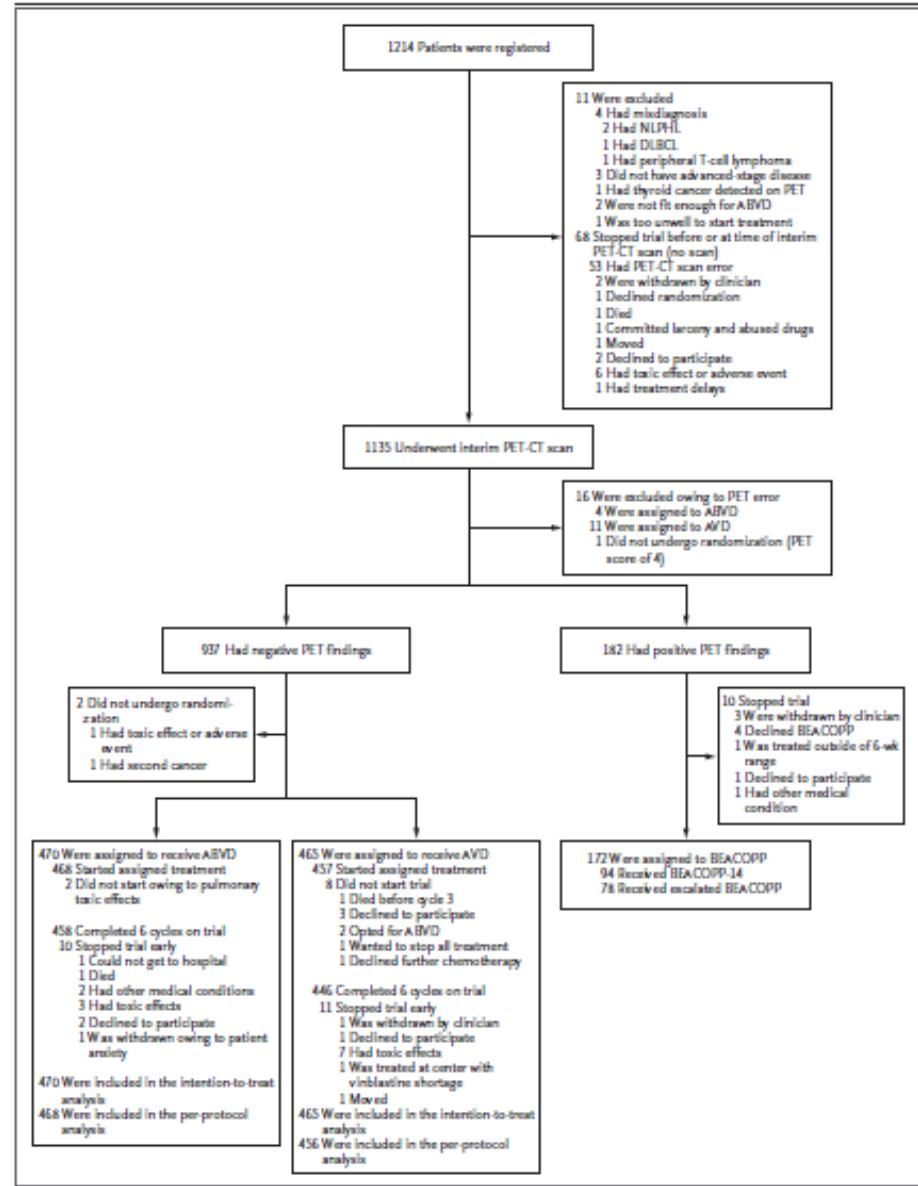 1214 Patients were registered
11 Were excluded
4 Had misdiagnosis
2 Had NLPHL
1 Had DLBCL
1 Had peripheral T-cell lymphoma
3 Did not have advanced-stage disease
1 Had thyroid cancer detected on PET
2 Were not fit enough for ABVD
1 Was too unwell to start treatment
68 Stopped trial before or at time of interim
PET-CT scan (no scan)
53 Had PET-CT scan error
2 Were withdrawn by clinician
1 Declined randomization
1 Died
1 Committed larceny and abused drugs
1 Moved
2 Declined to participate
6 Had toxic effect or adverse event
1 Had treatment delays
1135 Underwent interim PET-CT scan
16 Were excluded owing to PET error
4 Were assigned to ABVD
11 Were assigned to AVD
1 Did not undergo randomization (PET
score of 4)
937 Had negative PET findings
182 Had positive PET findings
2 Did not undergo randomi-
zation
1 Had toxic effect or adverse
event
1 Had second cancer
10 Stopped trial
3 Were withdrawn by clinician
4 Declined BEACOPP
1 Was treated outside of 6-wk
range
1 Declined to participate
1 Had other medical
condition
470 Were assigned to receive ABVD
468 Started assigned treatment
2 Did not start owing to pulmonary
toxic effects
458 Completed 6 cycles on trial
10 Stopped trial early
1 Could not get to hospital
1 Died
2 Had other medical conditions
3 Had toxic effects
2 Declined to participate
1 Was withdrawn owing to patient
anxiety
470 Were included in the intention-to-treat
analysis
468 Were included in the per-protocol
analysis
465 Were assigned to receive AVD
457 Started assigned treatment
8 Did not start trial
1 Died before cycle 3
3 Declined to participate
2 Opted for ABVD
1 Wanted to stop all treatment
1 Declined further chemotherapy
446 Completed 6 cycles on trial
11 Stopped trial early
1 Was withdrawn by clinician
1 Declined to participate
7 Had toxic effects
1 Was treated at center with
vinblastine shortage
1 Moved
465 Were included in the intention-to-treat
analysis
456 Were included in the per-protocol
analysis
172 Were assigned to BEACOPP
94 Received BEACOPP-14
78 Received escalated BEACOPP